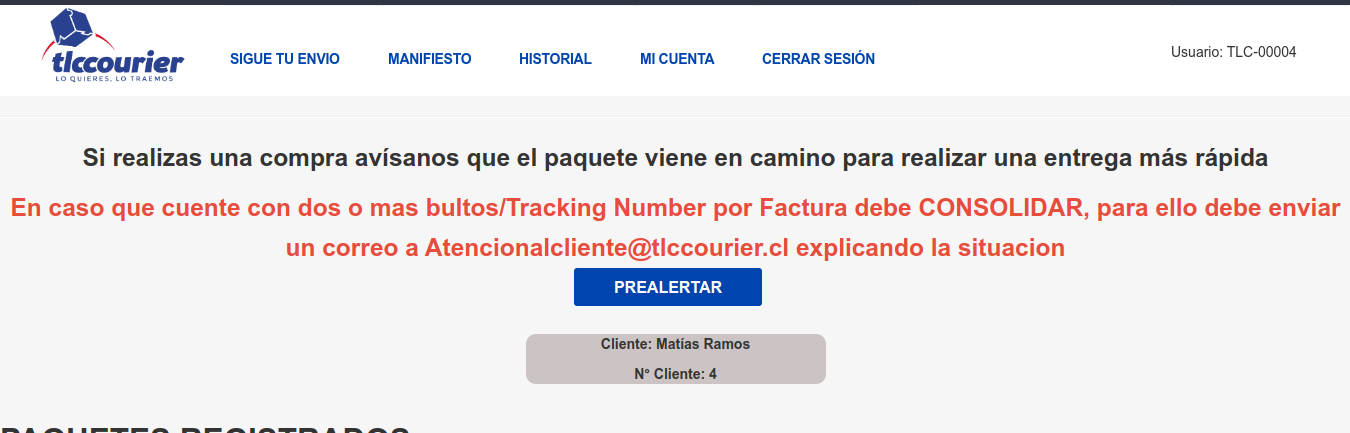 tlccourier
LO QUIERES, LO TRAEMOS
SIGUE TU ENVIO
MANIFIESTO
HISTORIAL
MI CUENTA
CERRAR SESIÓN
Usuario: TLC-00004
Si realizas una compra avísanos que el paquete viene en camino para realizar una entrega más rápida
En caso que cuente con dos o mas bultos/Tracking Number por Factura debe CONSOLIDAR, para ello debe enviar
un correo a Atencionalcliente@tlccourier.cl explicando la situacion
PREALERTAR
Cliente: Matías Ramos
N° Cliente: 4
PAQUETES REGISTRADOS